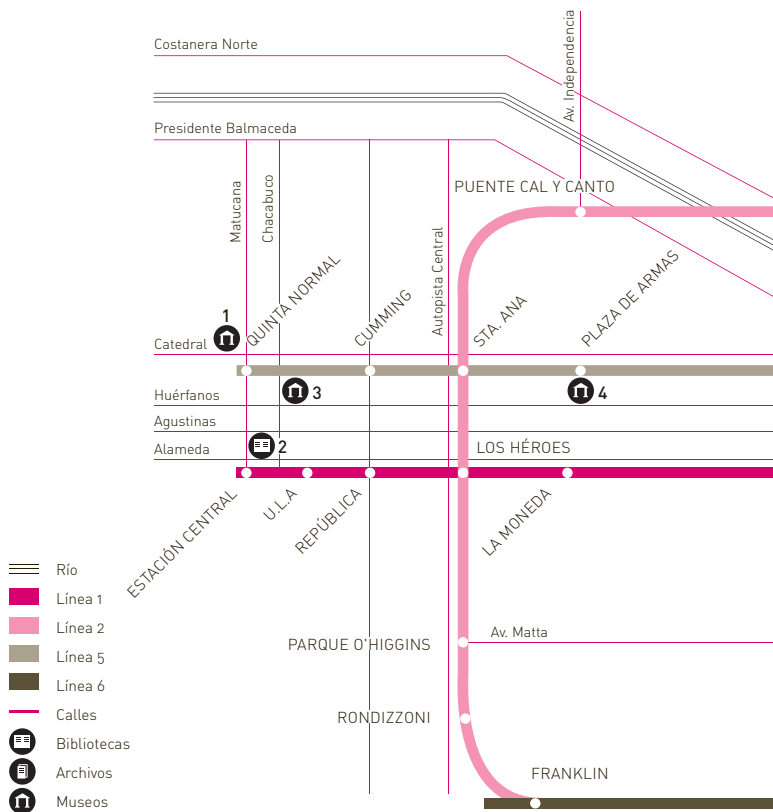 Costanera Norte
Av. Independencia
Presidente Balmaceda
PUENTE CAL Y CANTO
Matucana
Chacabuco
Autopista Central
1
QUINTA NORMAL
CUMMING
STA. ANA
PLAZA DE ARMAS
Catedral
Huérfanos
3
4
Agustinas
Alameda
2
LOS HÉROES
ESTACIÓN CENTRAL
U.L.A
REPÚBLICA
LA MONEDA
Río
Línea 1
Línea 2
Línea 5
Línea 6
Calles
Bibliotecas
Archivos
Museos
Av. Matta
PARQUE O'HIGGINS
RONDIZZONI
FRANKLIN